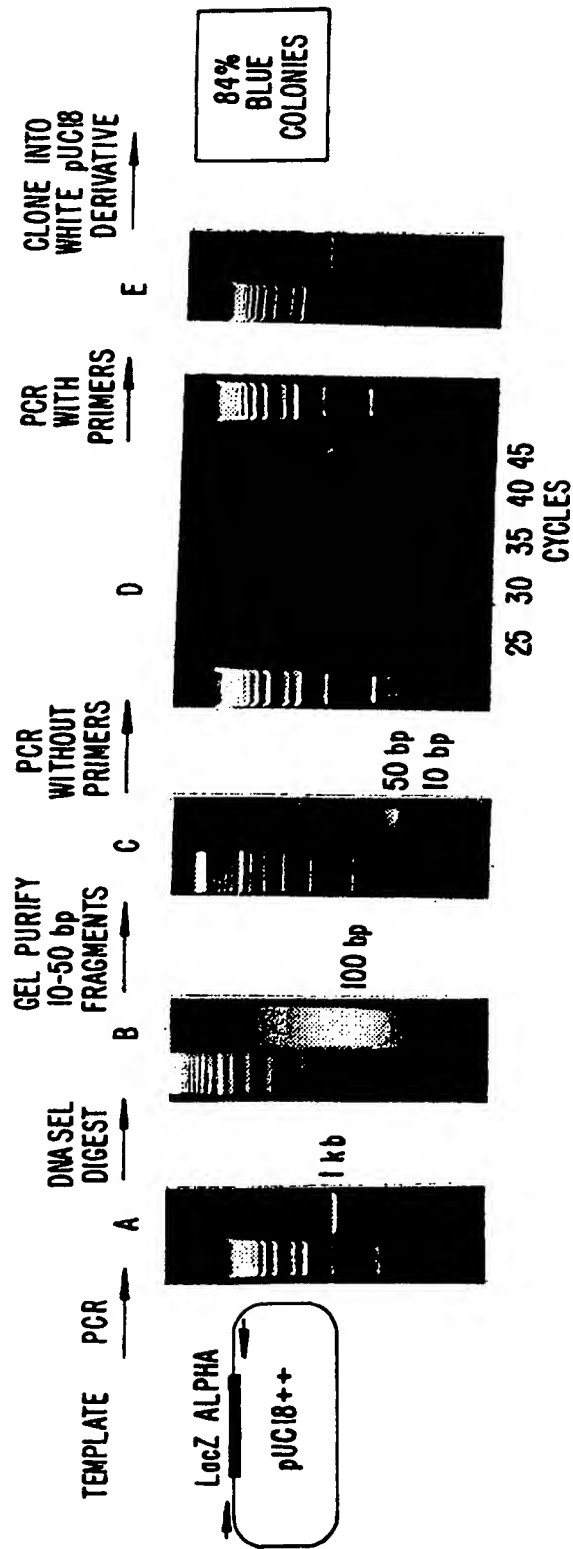 TEMPLATE
PCR
DNASEL
DIGEST
GEL PURIFY
10-50 bp
FRAGMENTS
PCR
WITHOUT
PRIMERS
PCR
WITH
PRIMERS
CLONE INTO
WHITE pUC18
DERIVATIVE
A
B
C
D
E
LacZ ALPHA
pUC18++
1 kb
100 bp
50 bp
10 bp
25 30 35 40 45
CYCLES
84%
BLUE
COLONIES